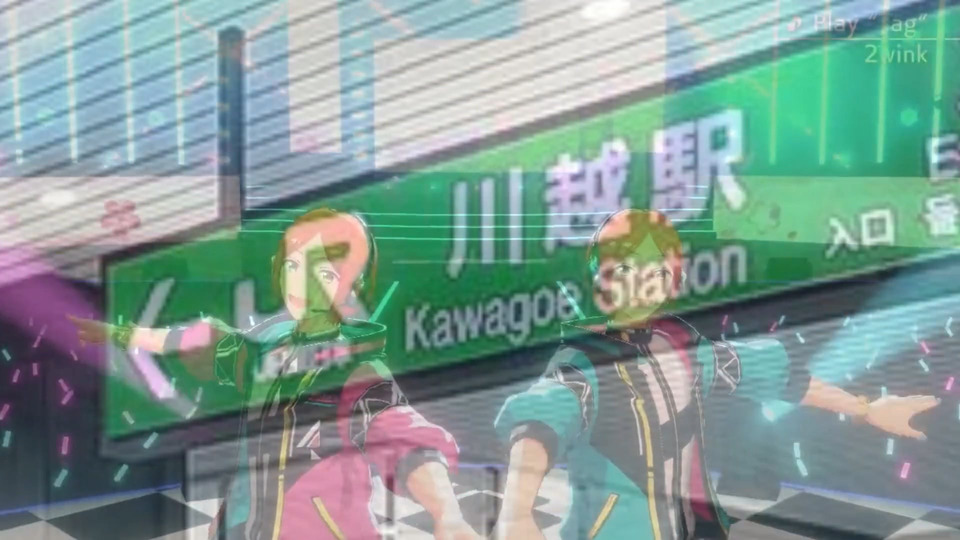 Play "Tag"
2wink
川越駅
Kawagoe Station
入口